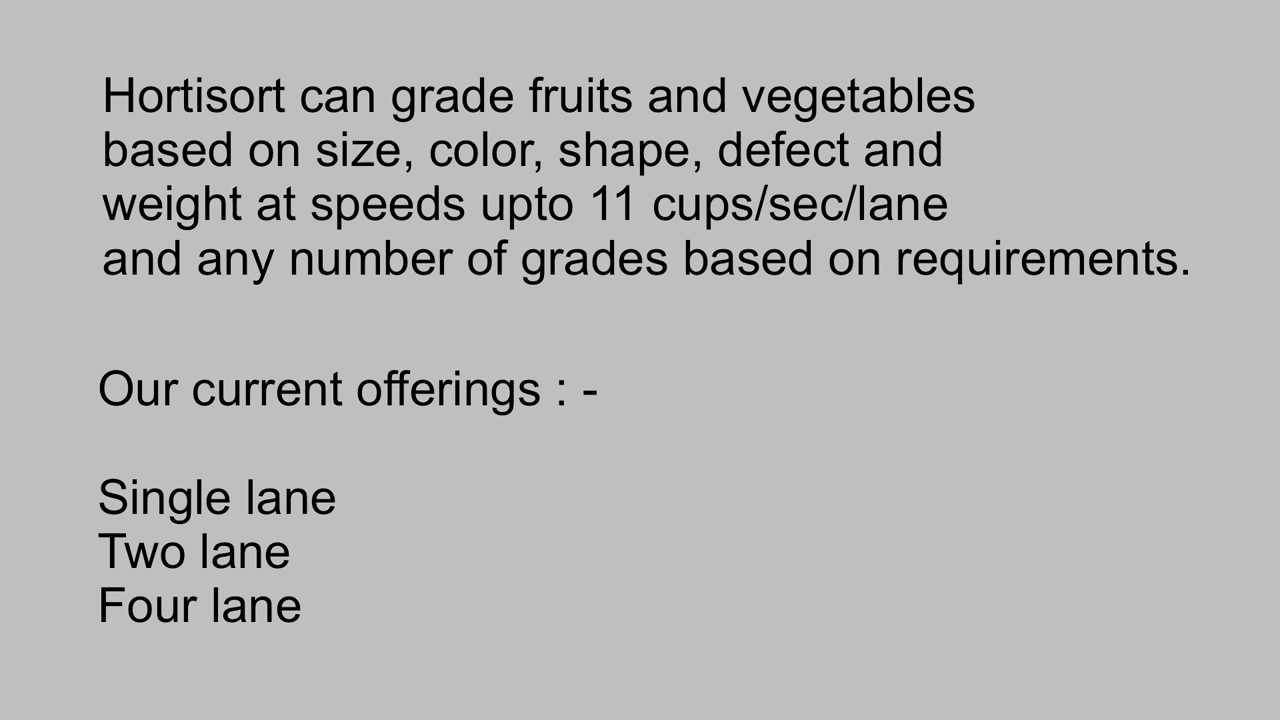 Hortisort can grade fruits and vegetables
based on size, color, shape, defect and
weight at speeds upto 11 cups/sec/lane
and any number of grades based on requirements.
Our current offerings : -
Single lane
Two lane
Four lane